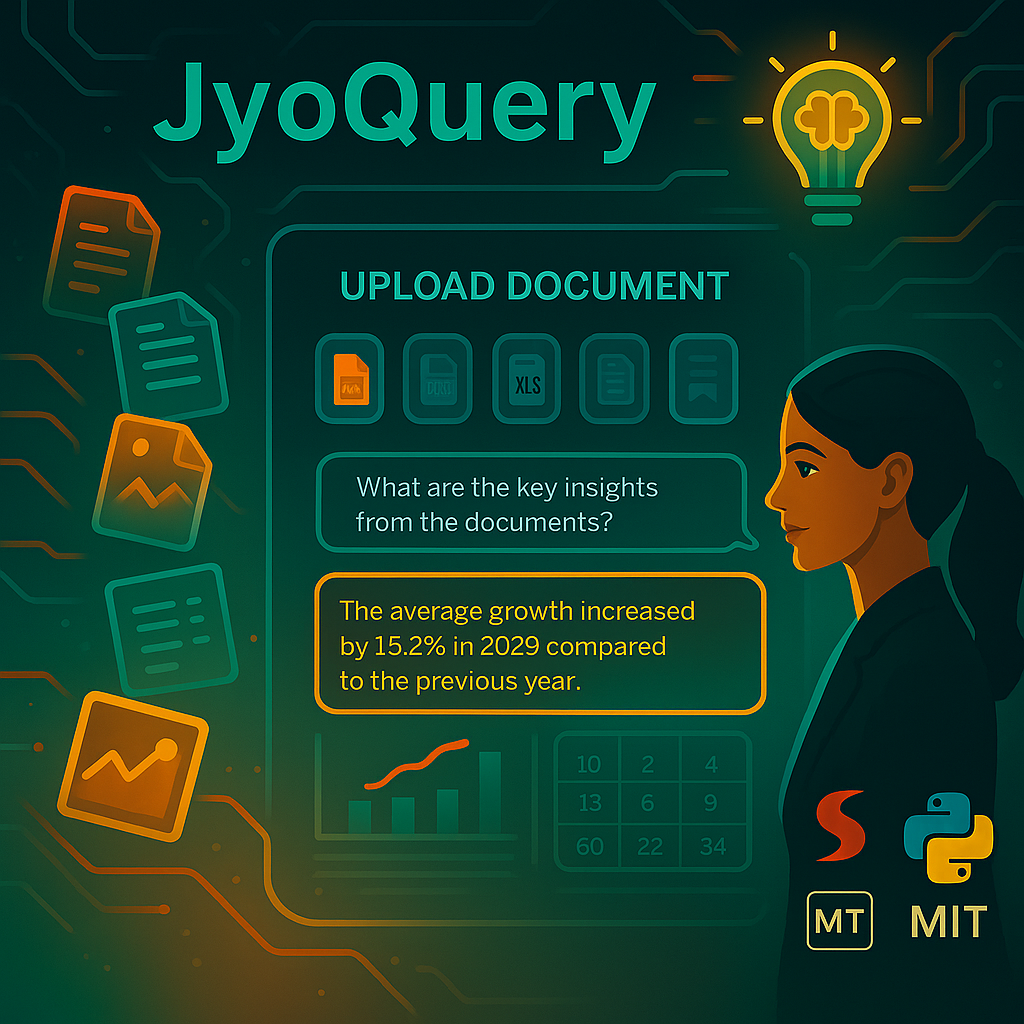 JyoQuery
UPLOAD DOCUMENT
XLS
What are the key insights
from the documents?
The average growth increased
by 15.2% in 2029 compared
to the previous year.
10 2 4
13 6 9
60 22 34
MT MIT